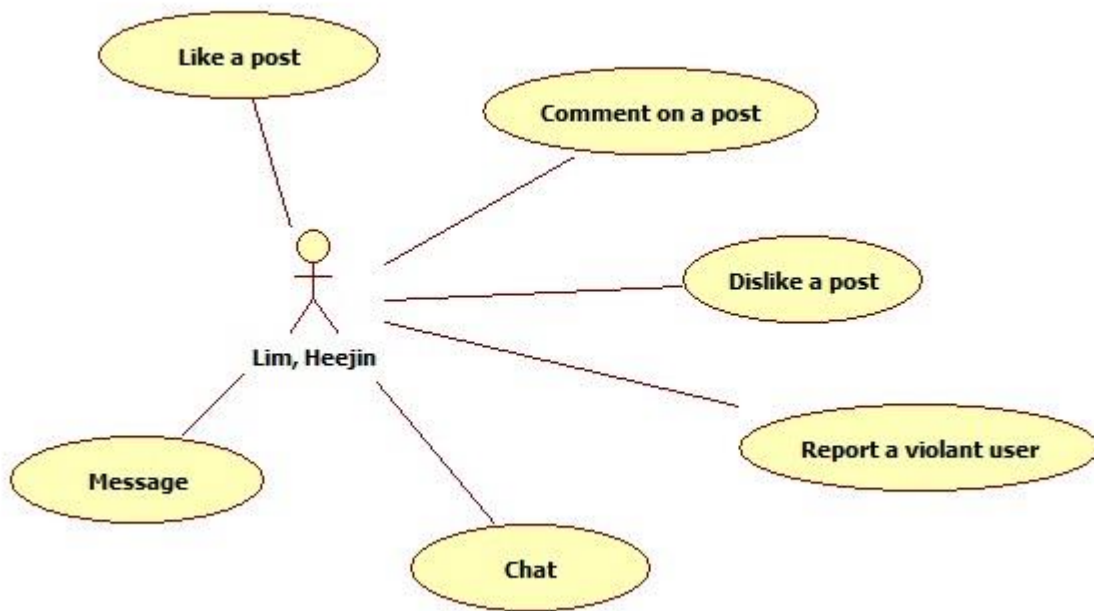 Like a post
Comment on a post
Dislike a post
Lim, Heejin
Report a violant user
Message
Chat